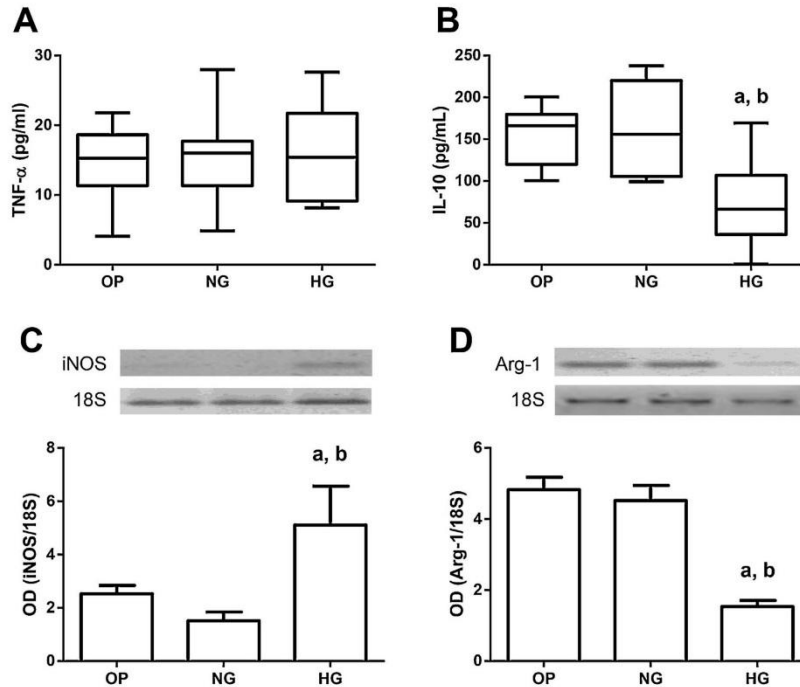 A
TNF-α (pg/ml)
30
20
10
0
OP NG HG
B
IL-10 (pg/mL)
250
200
150
100
50
0
a, b
OP NG HG
C
iNOS
18S
OD (iNOS/18S)
8
6
4
2
0
a, b
OP NG HG
D
Arg-1
18S
OD (Arg-1/18S)
6
4
2
0
a, b
OP NG HG